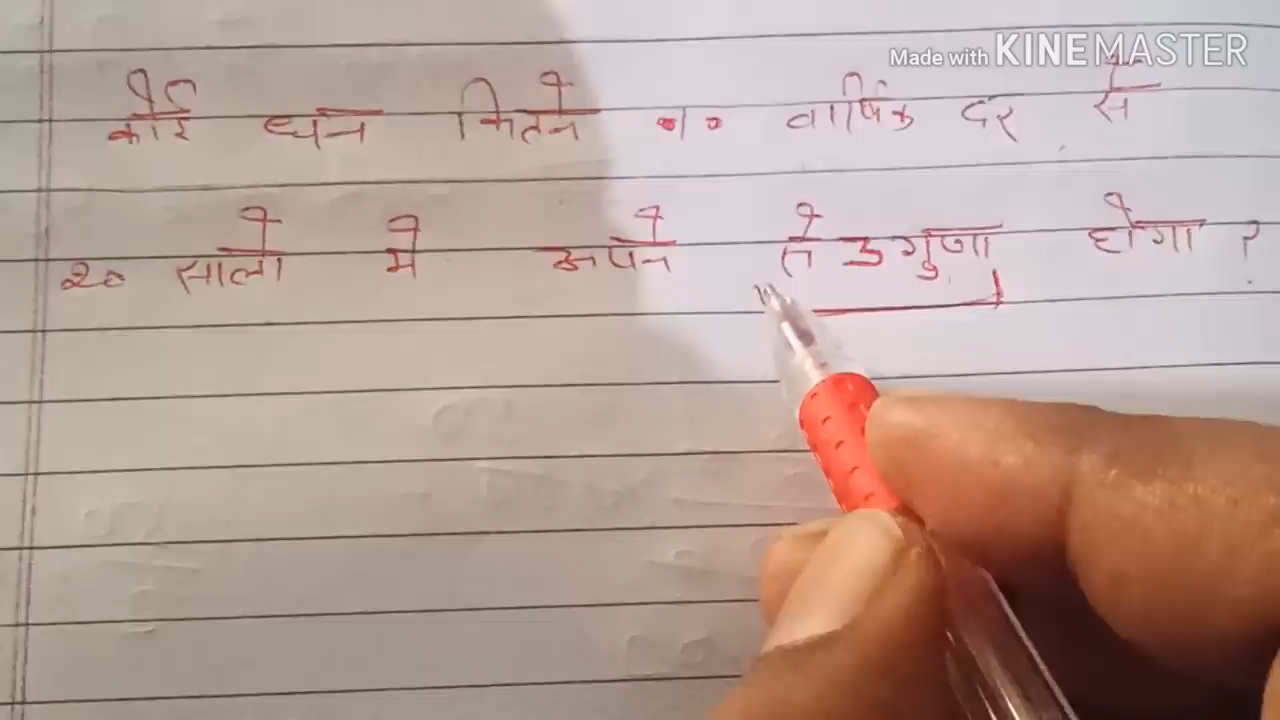 Made with KINEMASTER
कोई धन कितने % वार्षिक दर से
20 सालो मे अपने से 3 गुणा होगा ?